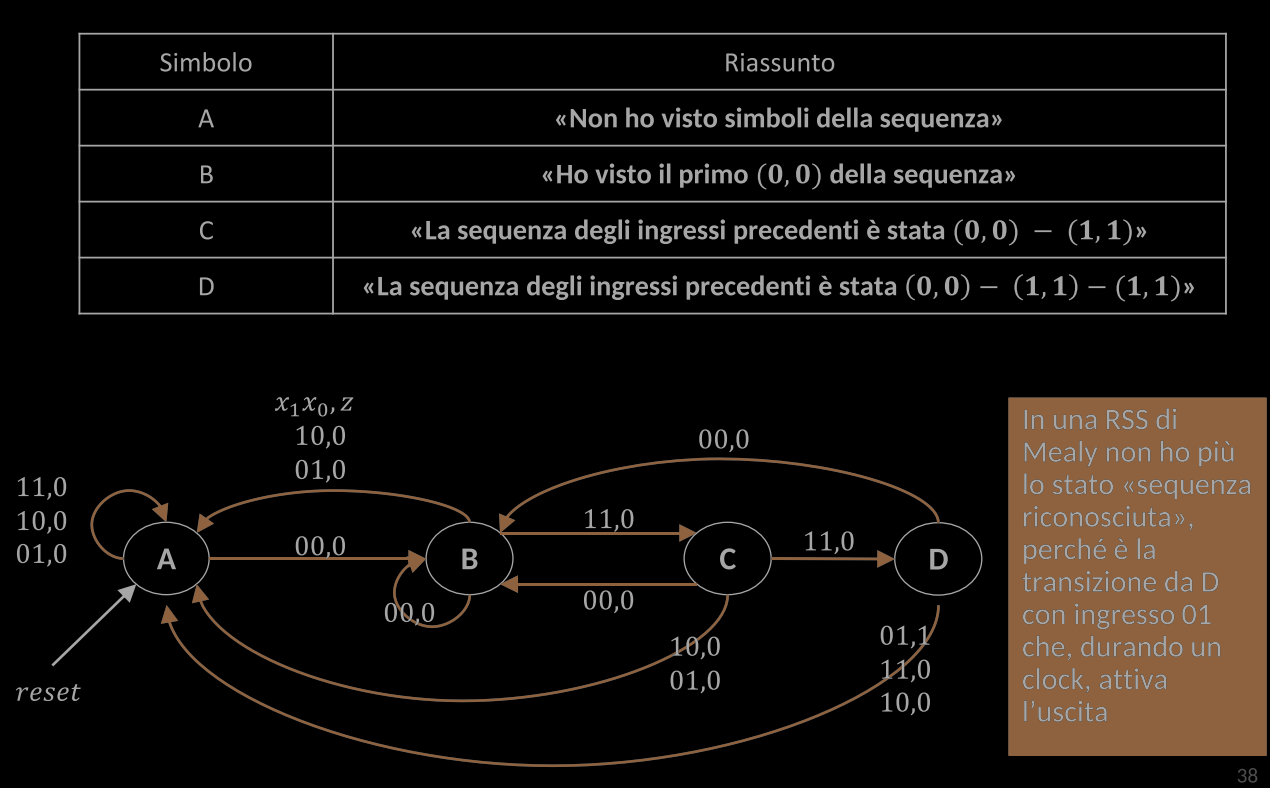 Simbolo Riassunto
A «Non ho visto simboli della sequenza»
B «Ho visto il primo (0, 0) della sequenza»
C «La sequenza degli ingressi precedenti è stata (0, 0) − (1, 1)»
D «La sequenza degli ingressi precedenti è stata (0, 0) − (1, 1) − (1, 1)»
x₁x₀, z
10,0
01,0
00,0
11,0
10,0
01,0
11,0
00,0
11,0
A
B
C
D
00,0
00,0
10,0
01,0
01,1
11,0
10,0
reset
In una RSS di
Mealy non ho più
lo stato «sequenza
riconosciuta»,
perché è la
transizione da D
con ingresso 01
che, durando un
clock, attiva
l’uscita
38